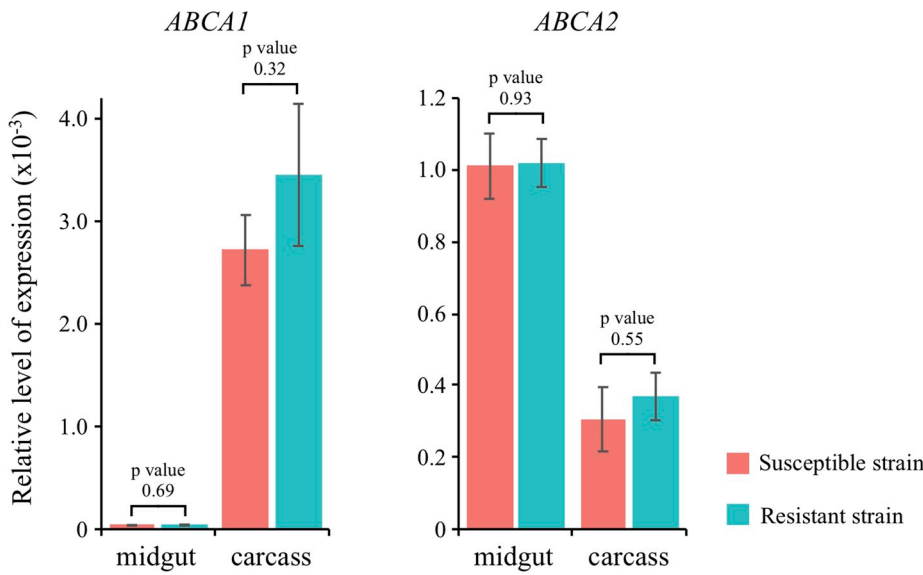 ABCA1
ABCA2
Relative level of expression (x10⁻³)
p value
0.32
4.0
3.0
2.0
1.0
0
p value
0.69
midgut carcass
p value
0.93
1.2
1.0
0.8
0.6
0.4
0.2
0
p value
0.55
midgut carcass
Susceptible strain
Resistant strain